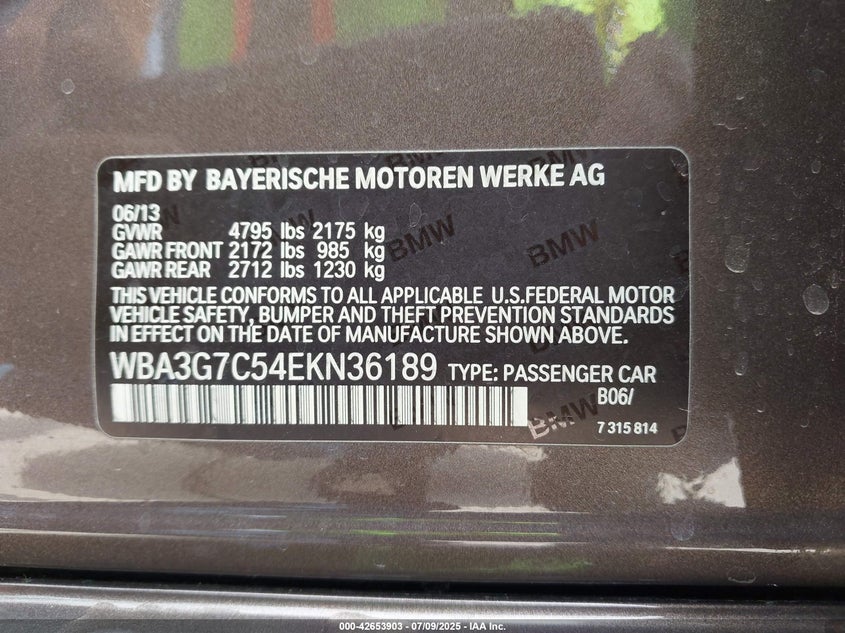 MFD BY BAYERISCHE MOTOREN WERKE AG
06/13
GVWR 4795 lbs 2175 kg
GAWR FRONT 2172 lbs 985 kg
GAWR REAR 2712 lbs 1230 kg
THIS VEHICLE CONFORMS TO ALL APPLICABLE U.S.FEDERAL MOTOR
VEHICLE SAFETY, BUMPER AND THEFT PREVENTION STANDARDS
IN EFFECT ON THE DATE OF MANUFACTURE SHOWN ABOVE.
WBA3G7C54EKN36189 TYPE: PASSENGER CAR
B06/
7 315 814
BMW
BMW
BMW
000-42653903 - 07/09/2025 - IAA Inc.